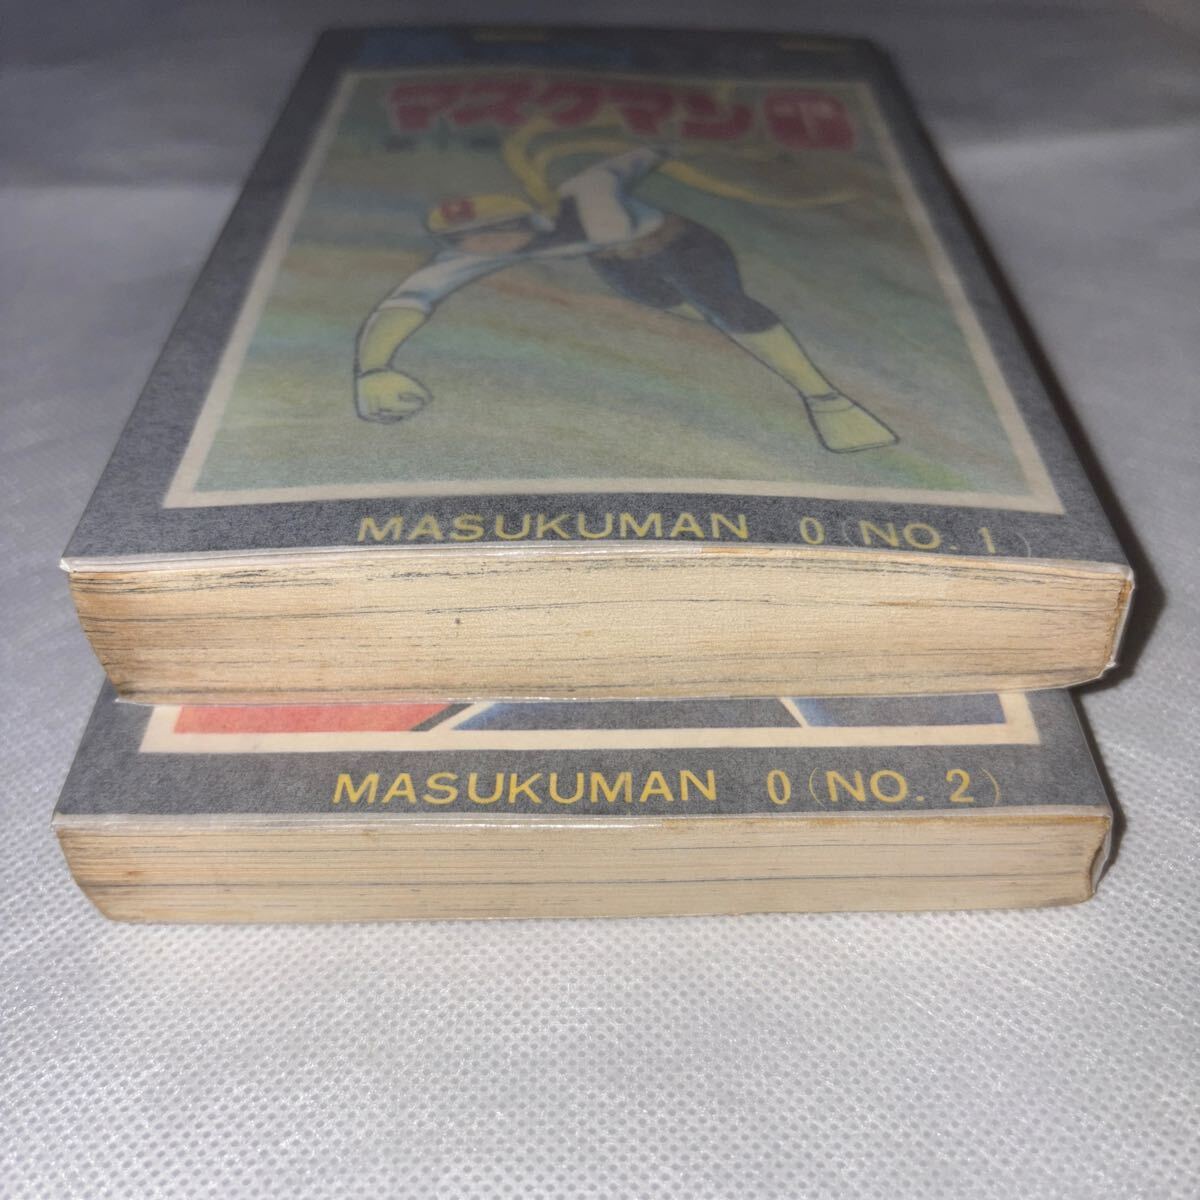 マスクマン0
MASUKUMAN 0 (NO. 1)
MASUKUMAN 0 (NO. 2)